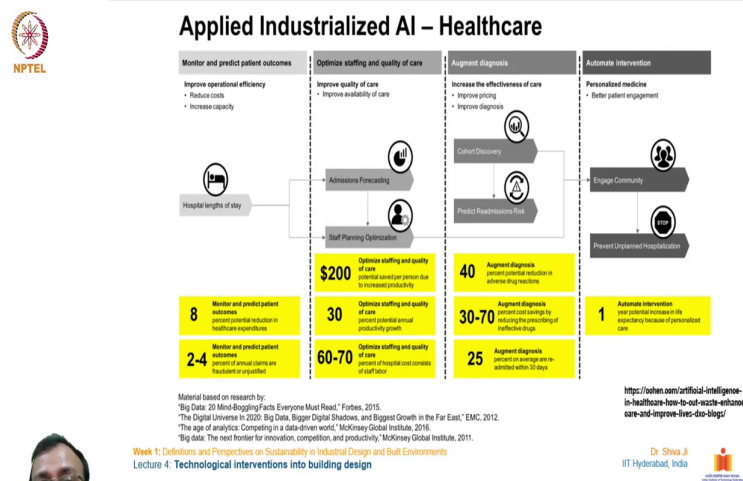 NPTEL
Applied Industrialized AI – Healthcare
Monitor and predict patient outcomes
Optimize staffing and quality of care
Augment diagnosis
Automate intervention
Improve operational efficiency
• Reduce costs
• Increase capacity
Improve quality of care
• Improve availability of care
Increase the effectiveness of care
• Improve pricing
• Improve diagnosis
Personalized medicine
• Better patient engagement
Hospital lengths of stay
Admissions Forecasting
Staff Planning Optimization
Cohort Discovery
Predict Readmissions Risk
Engage Community
STOP
Prevent Unplanned Hospitalization
8
Monitor and predict patient
outcomes
percent potential reduction in
healthcare expenditures
2-4
Monitor and predict patient
outcomes
percent of annual claims are
fraudulent or unjustified
$200
Optimize staffing and quality
of care
potential saved per person due
to increased productivity
30
Optimize staffing and quality
of care
percent potential annual
productivity growth
60-70
Optimize staffing and quality
of care
percent of hospital cost consists
of staff labor
40
Augment diagnosis
percent potential reduction in
adverse drug reactions
30-70
Augment diagnosis
percent cost savings by
reducing the prescribing of
ineffective drugs
25
Augment diagnosis
percent on average are re-
admitted within 30 days
1
Automate intervention
year potential increase in life
expectancy because of personalized
care
Material based on research by:
"Big Data: 20 Mind-Boggling Facts Everyone Must Read," Forbes, 2015.
"The Digital Universe In 2020: Big Data, Bigger Digital Shadows, and Biggest Growth in the Far East," EMC, 2012.
"The age of analytics: Competing in a data-driven world," McKinsey Global Institute, 2016.
"Big data: The next frontier for innovation, competition, and productivity," McKinsey Global Institute, 2011.
https://oohen.oom/artifioial-intelligence-
in-healthoare-how-to-out-waste-enhanoe
oare-and-improve-lives-dxo-blogs/
Week 1: Definitions and Perspectives on Sustainability in Industrial Design and Built Environments
Lecture 4: Technological interventions into building design
Dr. Shiva Ji
IIT Hyderabad, India